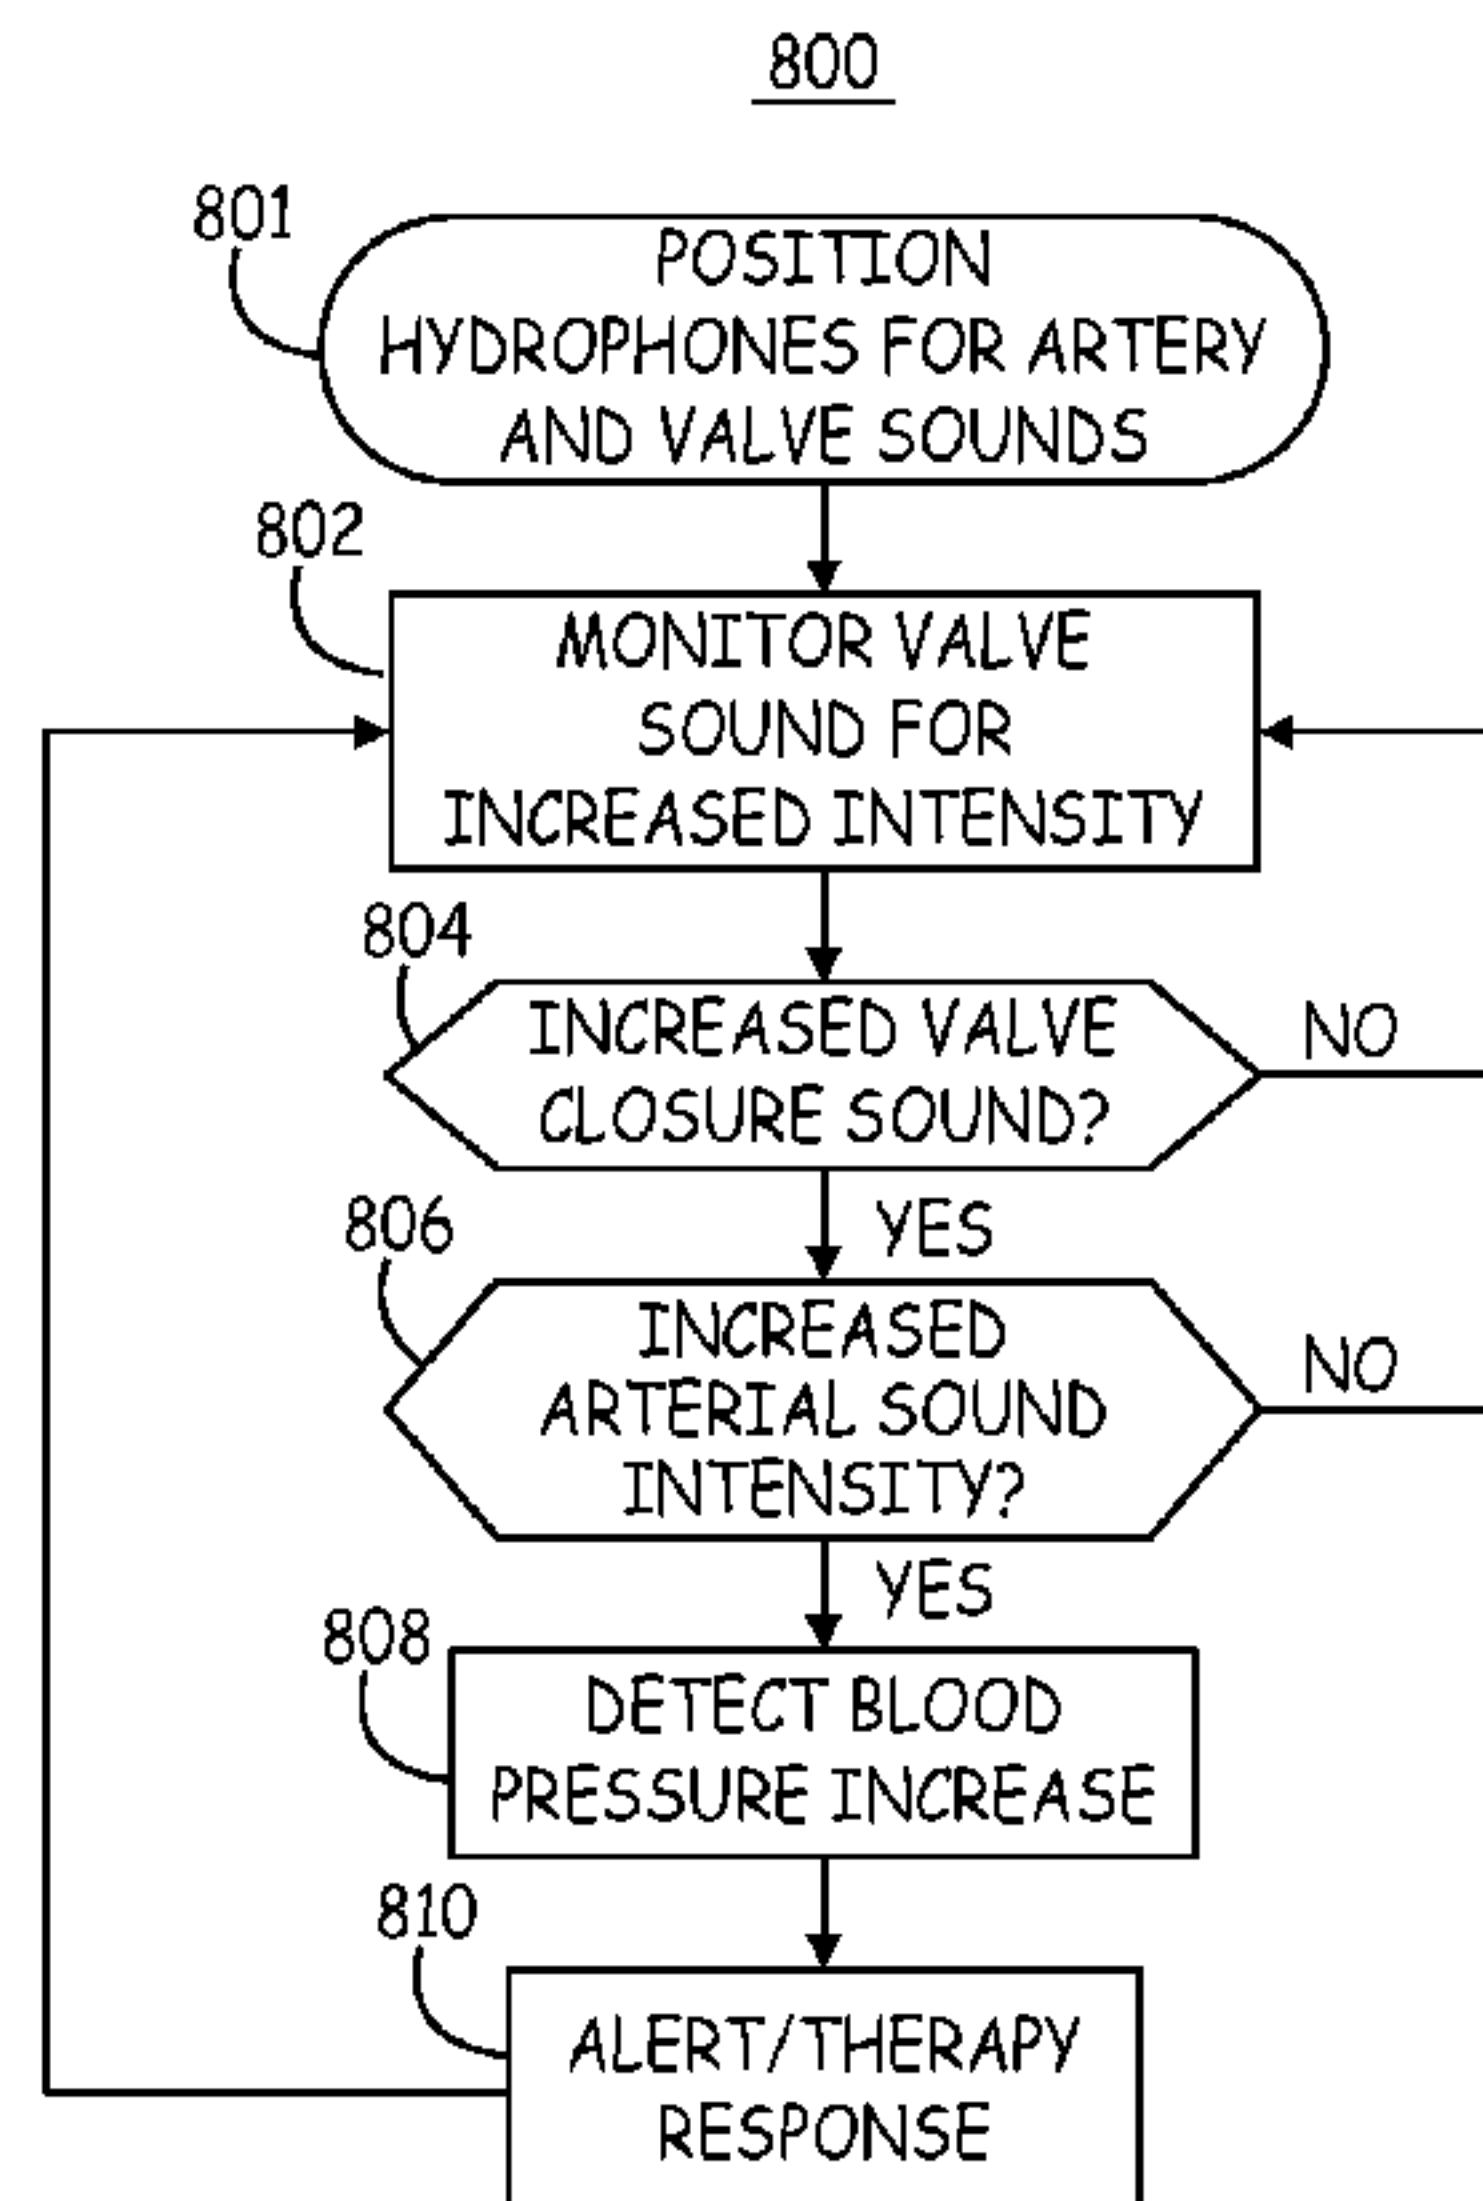 800
801
POSITION
HYDROPHONES FOR ARTERY
AND VALVE SOUNDS
802
MONITOR VALVE
SOUND FOR
INCREASED INTENSITY
804
INCREASED VALVE
CLOSURE SOUND?
NO
YES
806
INCREASED
ARTERIAL SOUND
INTENSITY?
NO
YES
808
DETECT BLOOD
PRESSURE INCREASE
810
ALERT/THERAPY
RESPONSE